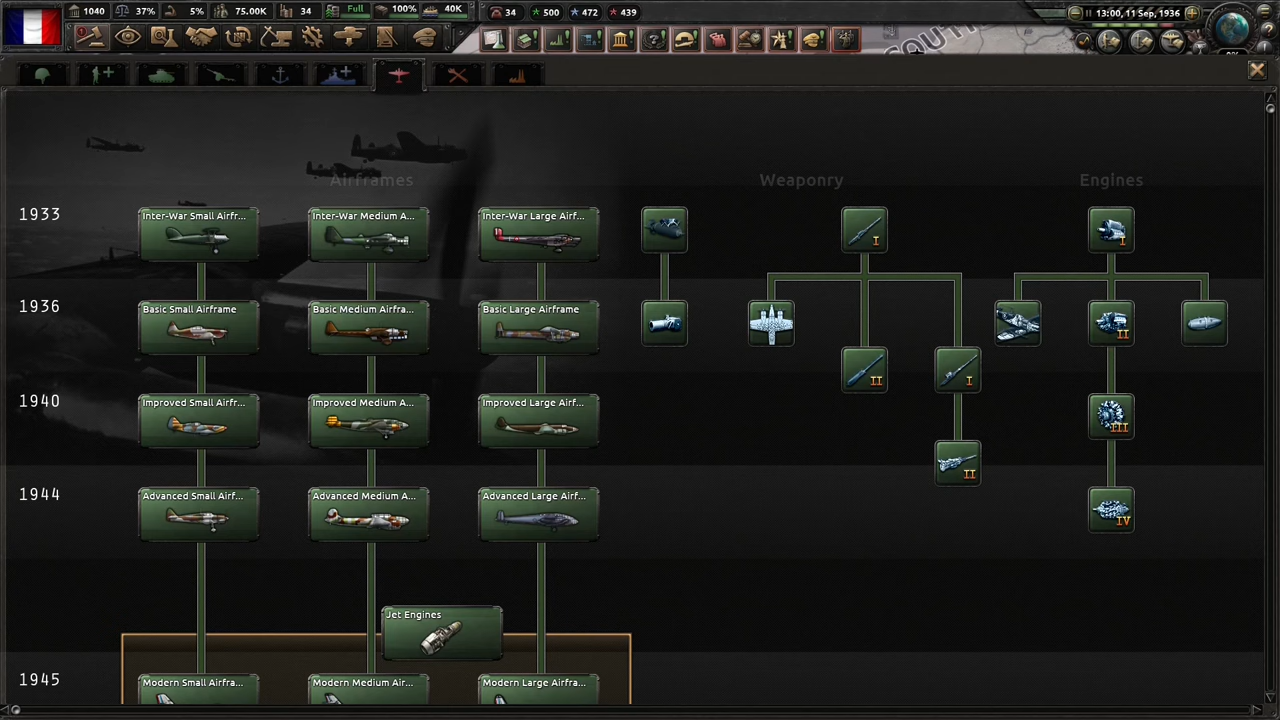 1040 37% 5% 75.00K 34 Full 100% 40K 34 500 472 439 13:00, 11 Sep, 1936
Airframes Weaponry Engines
1933
Inter-War Small Airfr... Inter-War Medium A... Inter-War Large Airf...
I I
1936
Basic Small Airframe Basic Medium Airfra... Basic Large Airframe
II
II I
1940
Improved Small Airfr... Improved Medium A... Improved Large Airf...
III
II
1944
Advanced Small Airf... Advanced Medium A... Advanced Large Airf...
IV
Jet Engines
1945
Modern Small Airfra... Modern Medium Air... Modern Large Airfra...